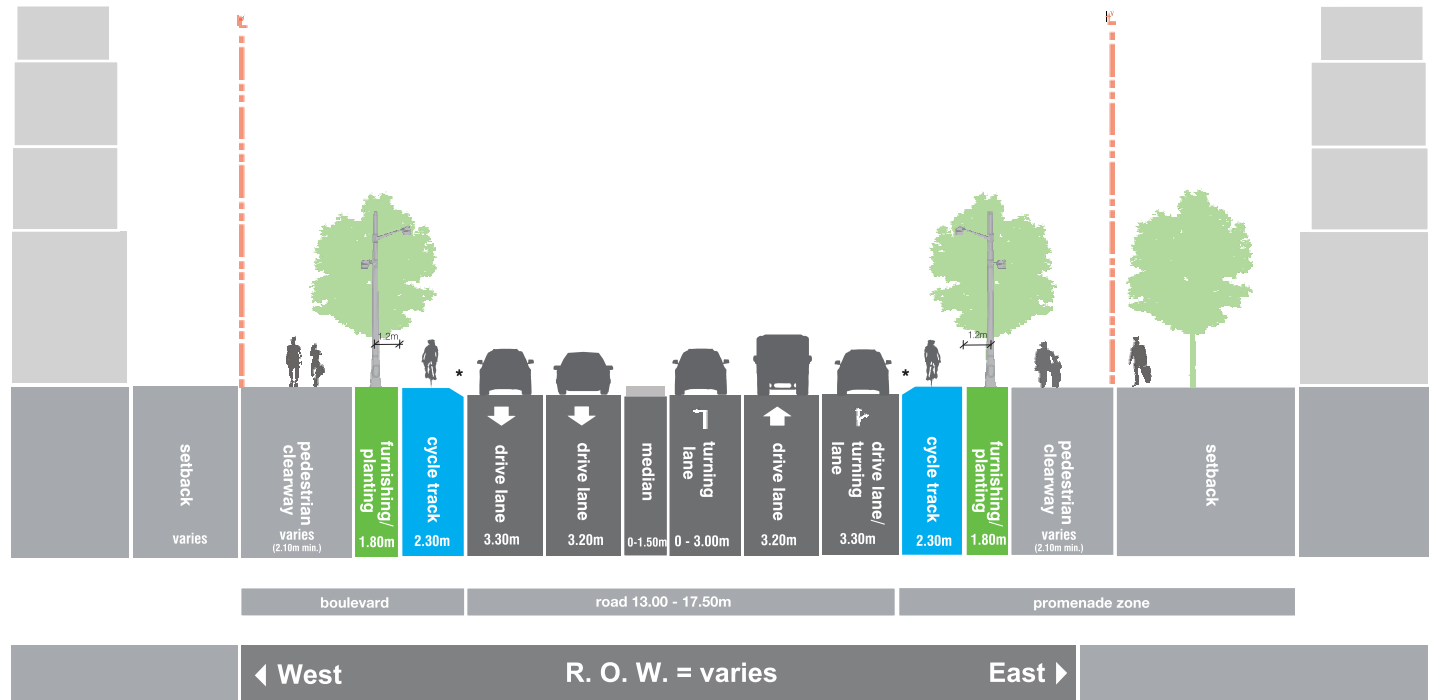 1.2m
*
*
1.2m
setback
varies
pedestrian
clearway
varies
(2.10m min.)
furnishing/
planting
1.80m
cycle track
2.30m
drive lane
3.30m
drive lane
3.20m
median
0-1.50m
turning
lane
0 - 3.00m
drive lane
3.20m
drive lane/
turning
lane
3.30m
cycle track
2.30m
furnishing/
planting
1.80m
pedestrian
clearway
varies
(2.10m min.)
setback
boulevard
road 13.00 - 17.50m
promenade zone
West
R. O. W. = varies
East